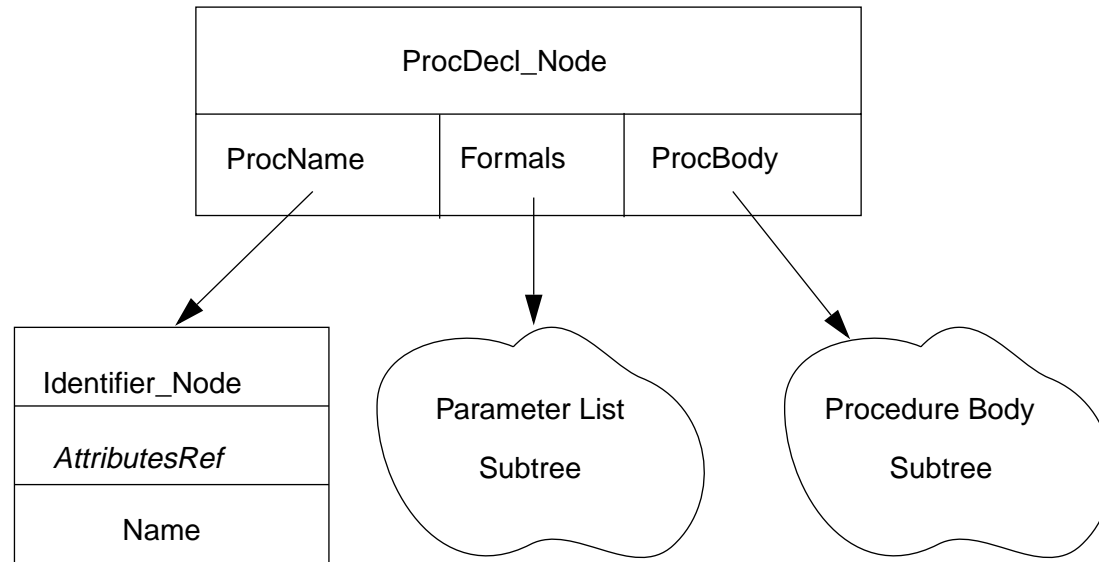 ProcDecl_Node
ProcName
Formals
ProcBody
Identifier_Node
AttributesRef
Name
Parameter List
Subtree
Procedure Body
Subtree